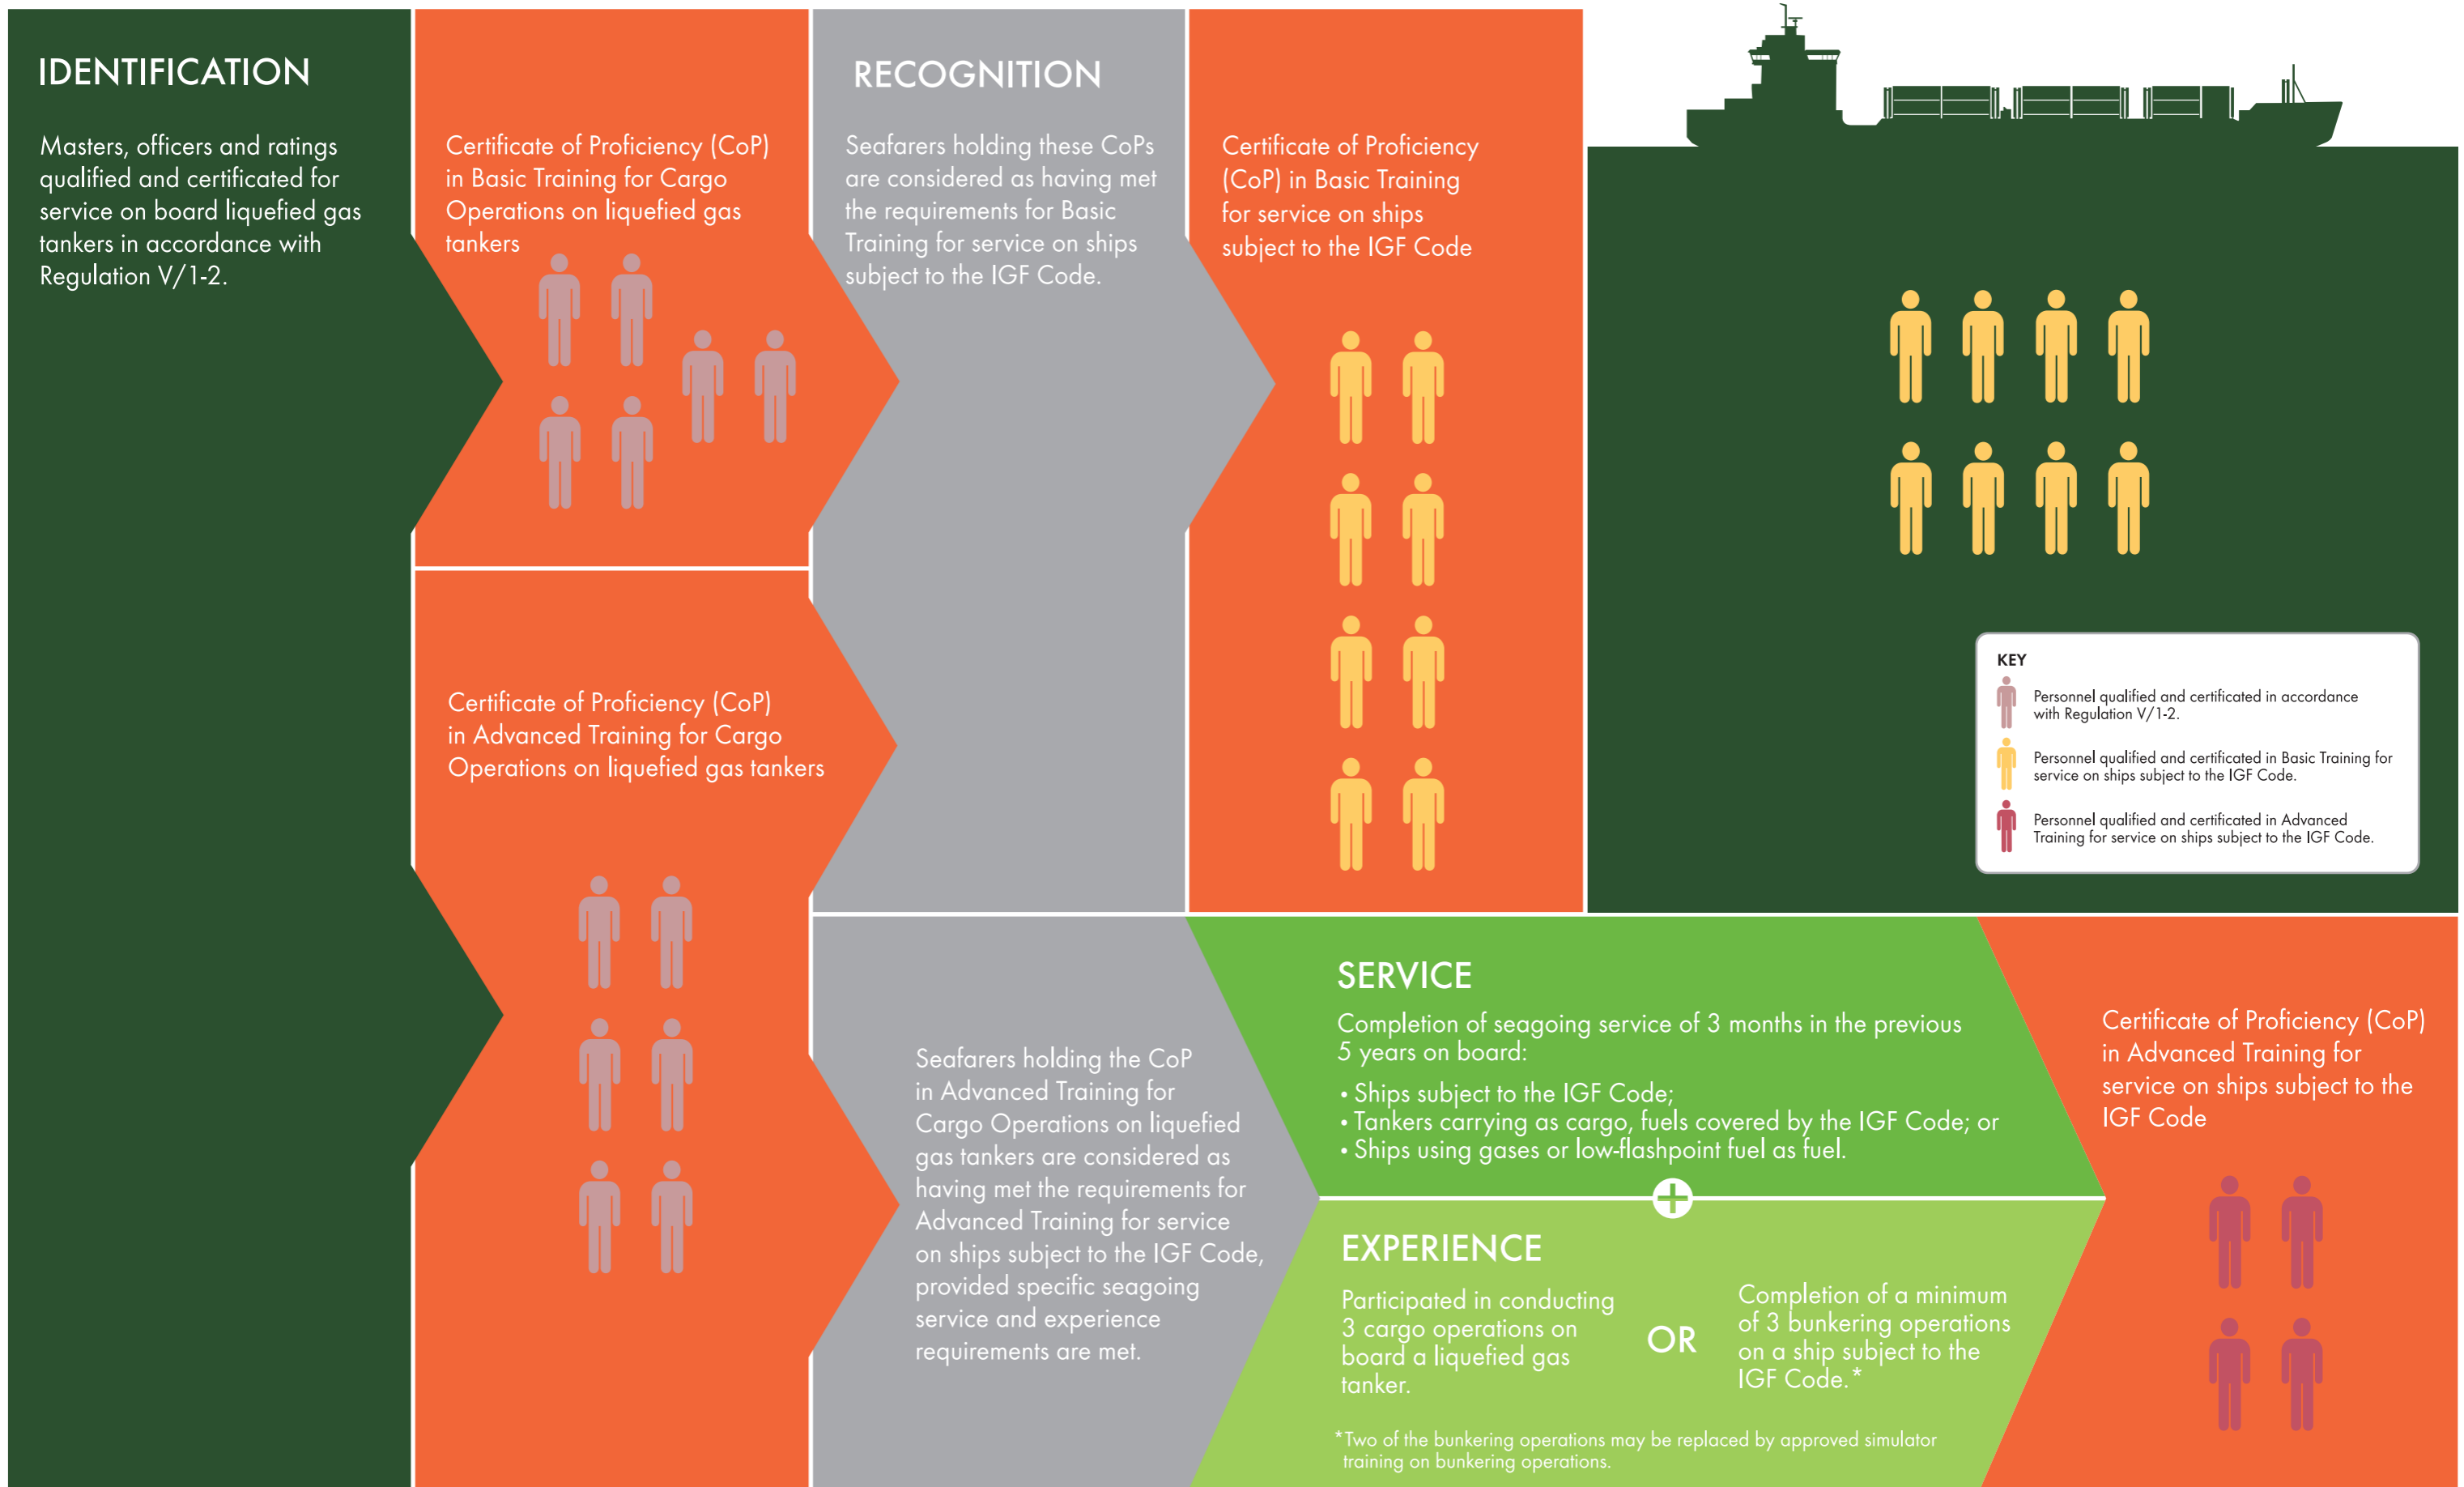 IDENTIFICATION
Masters, officers and ratings
qualified and certificated for
service on board liquefied gas
tankers in accordance with
Regulation V/1-2.
Certificate of Proficiency (CoP)
in Basic Training for Cargo
Operations on liquefied gas
tankers
Certificate of Proficiency (CoP)
in Advanced Training for Cargo
Operations on liquefied gas tankers
RECOGNITION
Seafarers holding these CoPs
are considered as having met
the requirements for Basic
Training for service on ships
subject to the IGF Code.
Certificate of Proficiency
(CoP) in Basic Training
for service on ships
subject to the IGF Code
KEY
Personnel qualified and certificated in accordance
with Regulation V/1-2.
Personnel qualified and certificated in Basic Training for
service on ships subject to the IGF Code.
Personnel qualified and certificated in Advanced
Training for service on ships subject to the IGF Code.
Seafarers holding the CoP
in Advanced Training for
Cargo Operations on liquefied
gas tankers are considered as
having met the requirements for
Advanced Training for service
on ships subject to the IGF Code,
provided specific seagoing
service and experience
requirements are met.
SERVICE
Completion of seagoing service of 3 months in the previous
5 years on board:
• Ships subject to the IGF Code;
• Tankers carrying as cargo, fuels covered by the IGF Code; or
• Ships using gases or low-flashpoint fuel as fuel.
+
EXPERIENCE
Participated in conducting
3 cargo operations on
board a liquefied gas
tanker.
OR
Completion of a minimum
of 3 bunkering operations
on a ship subject to the
IGF Code.*
*Two of the bunkering operations may be replaced by approved simulator
training on bunkering operations.
Certificate of Proficiency (CoP)
in Advanced Training for
service on ships subject to the
IGF Code